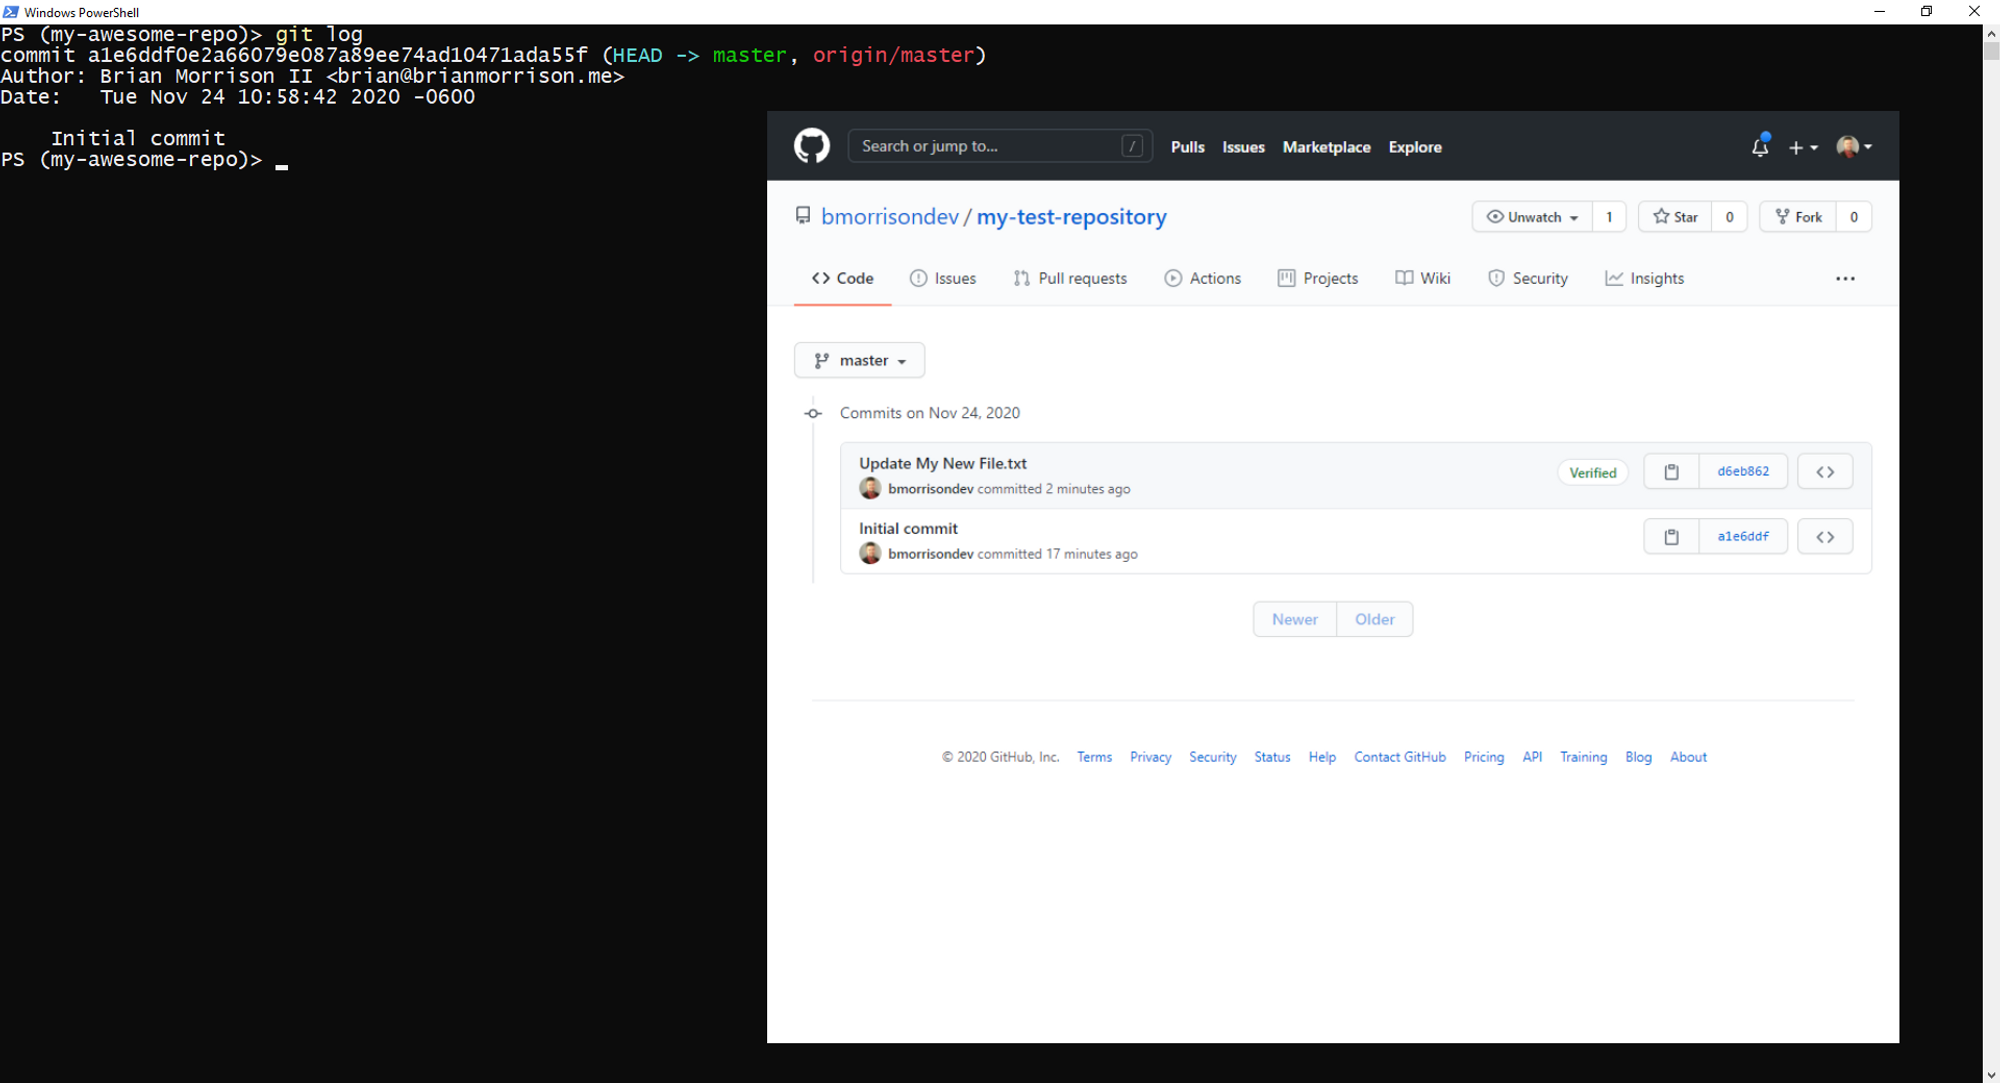 Windows PowerShell
PS (my-awesome-repo)> git log
commit a1e6ddf0e2a66079e087a89ee74ad10471ada55f (HEAD -> master, origin/master)
Author: Brian Morrison II <brian@brianmorrison.me>
Date:   Tue Nov 24 10:58:42 2020 -0600
    Initial commit
PS (my-awesome-repo)> _
Search or jump to... / Pulls Issues Marketplace Explore
bmorrisondev / my-test-repository Unwatch 1 Star 0 Fork 0
Code Issues Pull requests Actions Projects Wiki Security Insights ...
master
Commits on Nov 24, 2020
Update My New File.txt
Verified d6eb862
bmorrisondev committed 2 minutes ago
Initial commit
a1e6ddf
bmorrisondev committed 17 minutes ago
Newer Older
© 2020 GitHub, Inc. Terms Privacy Security Status Help Contact GitHub Pricing API Training Blog About